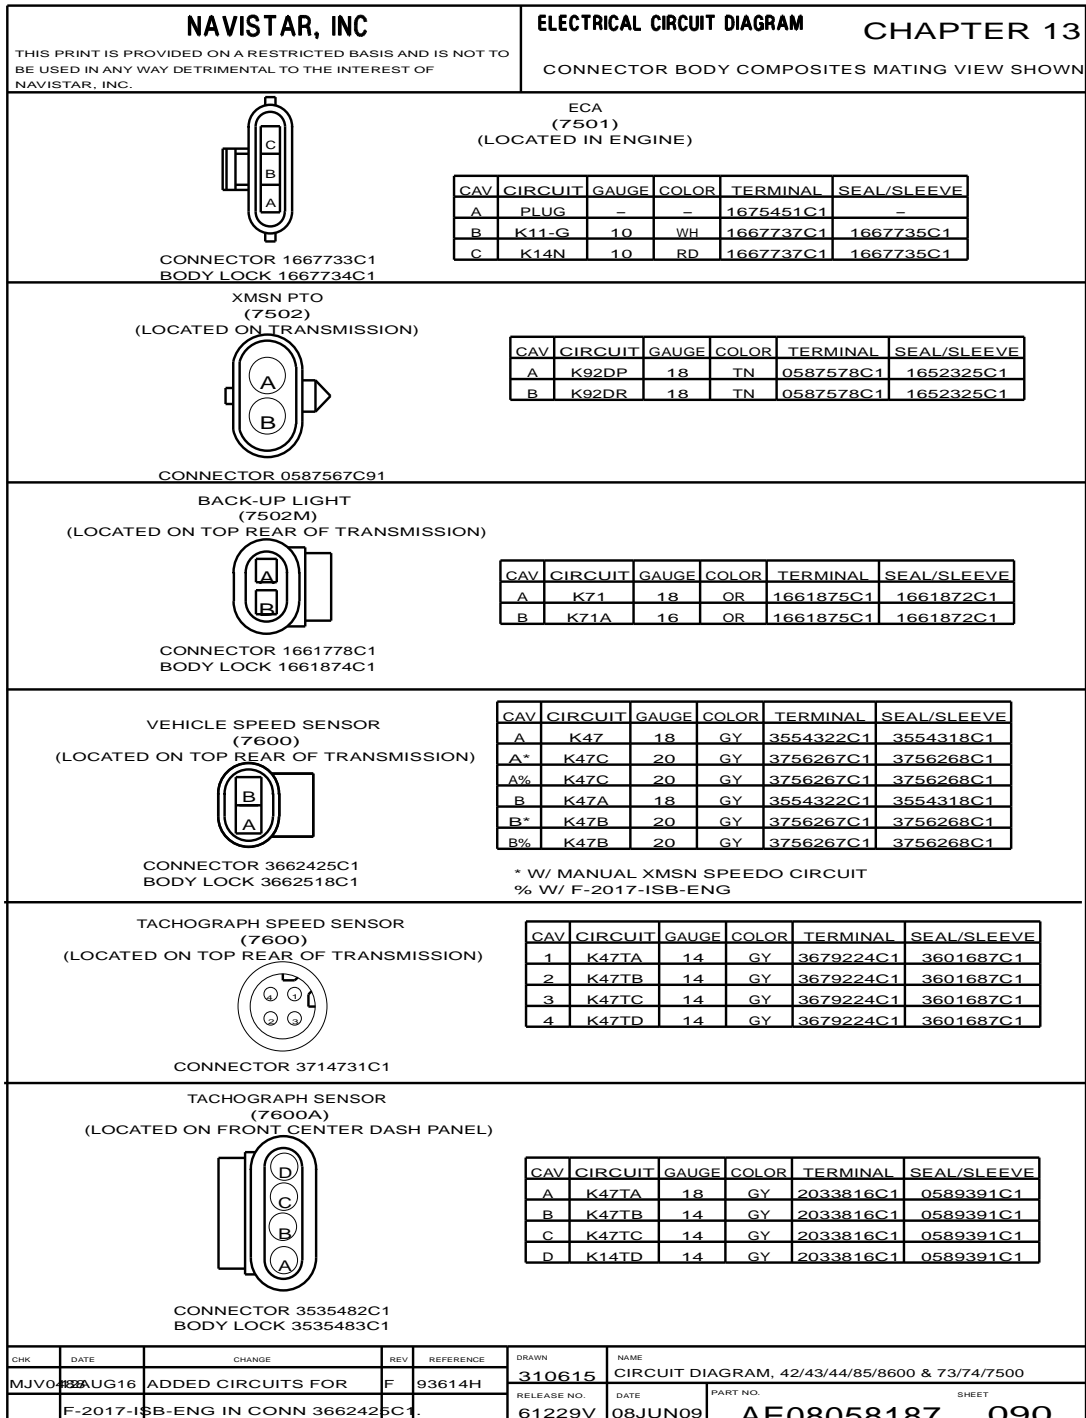 NAVISTAR, INC
THIS PRINT IS PROVIDED ON A RESTRICTED BASIS AND IS NOT TO
BE USED IN ANY WAY DETRIMENTAL TO THE INTEREST OF
NAVISTAR, INC.
ELECTRICAL CIRCUIT DIAGRAM
CHAPTER 13
CONNECTOR BODY COMPOSITES MATING VIEW SHOWN
ECA
(7501)
(LOCATED IN ENGINE)
C
B
A
CONNECTOR 1667733C1
BODY LOCK 1667734C1
CAV CIRCUIT GAUGE COLOR TERMINAL SEAL/SLEEVE
A PLUG – – 1675451C1 –
B K11-G 10 WH 1667737C1 1667735C1
C K14N 10 RD 1667737C1 1667735C1
XMSN PTO
(7502)
(LOCATED ON TRANSMISSION)
A
B
CONNECTOR 0587567C91
CAV CIRCUIT GAUGE COLOR TERMINAL SEAL/SLEEVE
A K92DP 18 TN 0587578C1 1652325C1
B K92DR 18 TN 0587578C1 1652325C1
BACK-UP LIGHT
(7502M)
(LOCATED ON TOP REAR OF TRANSMISSION)
A
B
CONNECTOR 1661778C1
BODY LOCK 1661874C1
CAV CIRCUIT GAUGE COLOR TERMINAL SEAL/SLEEVE
A K71 18 OR 1661875C1 1661872C1
B K71A 16 OR 1661875C1 1661872C1
VEHICLE SPEED SENSOR
(7600)
(LOCATED ON TOP REAR OF TRANSMISSION)
B
A
CONNECTOR 3662425C1
BODY LOCK 3662518C1
CAV CIRCUIT GAUGE COLOR TERMINAL SEAL/SLEEVE
A K47 18 GY 3554322C1 3554318C1
A* K47C 20 GY 3756267C1 3756268C1
A% K47C 20 GY 3756267C1 3756268C1
B K47A 18 GY 3554322C1 3554318C1
B* K47B 20 GY 3756267C1 3756268C1
B% K47B 20 GY 3756267C1 3756268C1
* W/ MANUAL XMSN SPEEDO CIRCUIT
% W/ F-2017-ISB-ENG
TACHOGRAPH SPEED SENSOR
(7600)
(LOCATED ON TOP REAR OF TRANSMISSION)
4 1
2 3
CONNECTOR 3714731C1
CAV CIRCUIT GAUGE COLOR TERMINAL SEAL/SLEEVE
1 K47TA 14 GY 3679224C1 3601687C1
2 K47TB 14 GY 3679224C1 3601687C1
3 K47TC 14 GY 3679224C1 3601687C1
4 K47TD 14 GY 3679224C1 3601687C1
TACHOGRAPH SENSOR
(7600A)
(LOCATED ON FRONT CENTER DASH PANEL)
D
C
B
A
CONNECTOR 3535482C1
BODY LOCK 3535483C1
CAV CIRCUIT GAUGE COLOR TERMINAL SEAL/SLEEVE
A K47TA 18 GY 2033816C1 0589391C1
B K47TB 14 GY 2033816C1 0589391C1
C K47TC 14 GY 2033816C1 0589391C1
D K14TD 14 GY 2033816C1 0589391C1
CHK DATE CHANGE REV REFERENCE
ADDED CIRCUITS FOR F 93614H
F-2017-ISB-ENG IN CONN 3662425C1.
DRAWN
310615
NAME
CIRCUIT DIAGRAM, 42/43/44/85/8600 & 73/74/7500
RELEASE NO.
61229V
DATE
08JUN09
PART NO.
AE08058187
SHEET
090